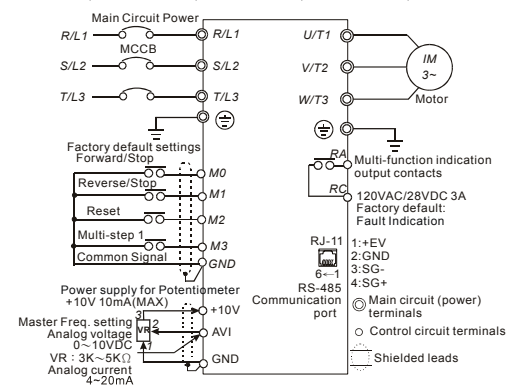 Main Circuit Power
R/L1
MCCB
S/L2
T/L3
R/L1
S/L2
T/L3
U/T1
V/T2
W/T3
IM
3~
Motor
Factory default settings
Forward/Stop
M0
Reverse/Stop
M1
Reset
M2
Multi-step 1
M3
Common Signal
GND
RA
Multi-function indication
output contacts
RC
120VAC/28VDC 3A
Factory default:
Fault Indication
RJ-11
6←1
RS-485
Communication
port
1:+EV
2:GND
3:SG-
4:SG+
Main circuit (power)
terminals
Control circuit terminals
Shielded leads
Power supply for Potentiometer
+10V 10mA(MAX)
3
+10V
Master Freq. setting
Analog voltage
0~10VDC
VR
2
AVI
1
VR : 3K~5KΩ
Analog current
4~20mA
GND